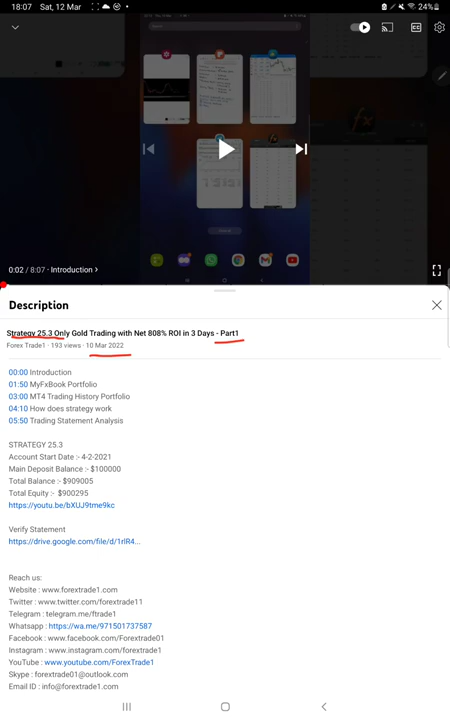 18:07 Sat, 12 Mar
24%
CC
0:02 / 8:07 · Introduction >
Description
Strategy 25.3 Only Gold Trading with Net 808% ROI in 3 Days - Part1
Forex Trade1 · 193 views · 10 Mar 2022
00:00 Introduction
01:50 MyFxBook Portfolio
03:00 MT4 Trading History Portfolio
04:10 How does strategy work
05:50 Trading Statement Analysis
STRATEGY 25.3
Account Start Date :- 4-2-2021
Main Deposit Balance :- $100000
Total Balance :- $909005
Total Equity :-  $900295
https://youtu.be/bXUJ9tme9kc
Verify Statement
https://drive.google.com/file/d/1rlR4...
Reach us:
Website : www.forextrade1.com
Twitter : www.twitter.com/forextrade11
Telegram : telegram.me/ftrade1
Whatsapp : https://wa.me/971501737587
Facebook : www.facebook.com/Forextrade01
Instagram : www.instagram.com/forextrade1
YouTube : www.youtube.com/ForexTrade1
Skype : forextrade01@outlook.com
Email ID : info@forextrade1.com